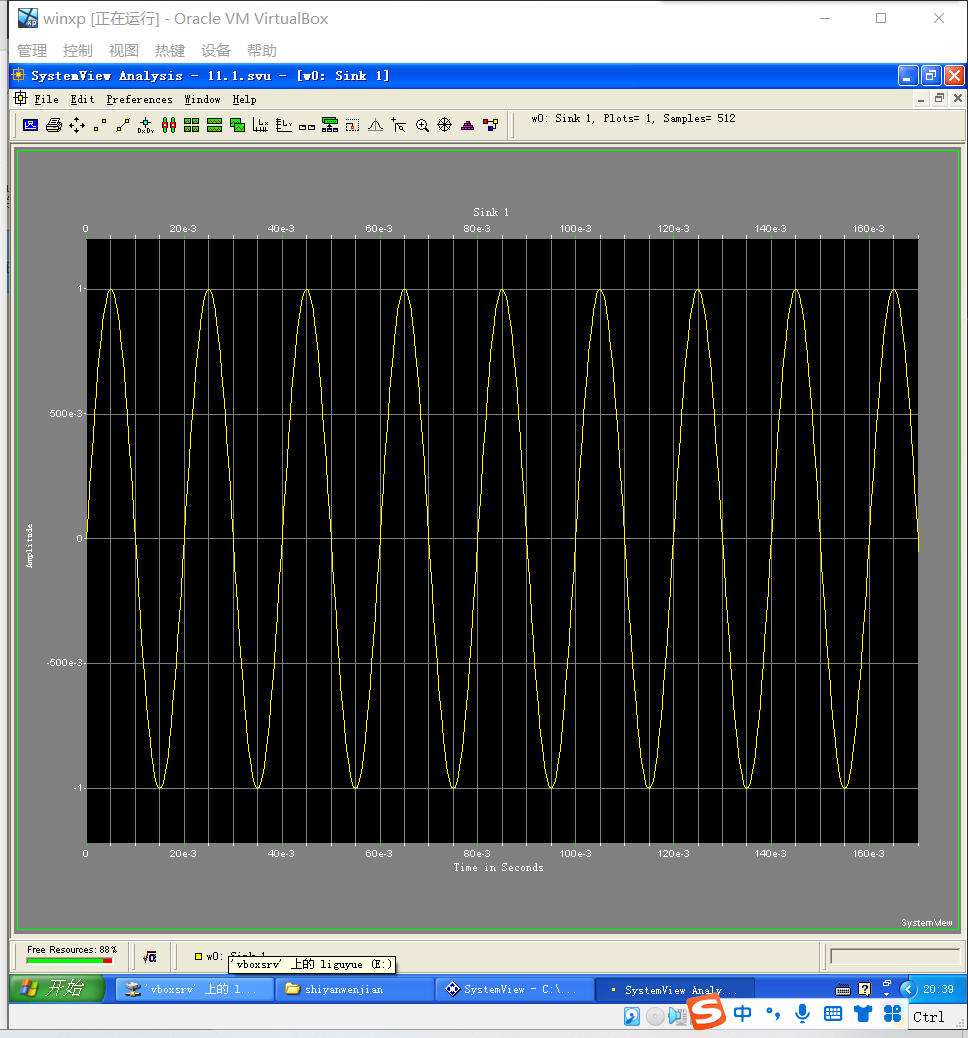 winxp [正在运行] - Oracle VM VirtualBox
管理 控制 视图 热键 设备 帮助
SystemView Analysis - 11.1.svu - [w0: Sink 1]
File Edit Preferences Window Help
w0: Sink 1, Plots= 1, Samples= 512
Sink 1
0 20e-3 40e-3 60e-3 80e-3 100e-3 120e-3 140e-3 160e-3
1
500e-3
0
Amplitude
-500e-3
-1
0 20e-3 40e-3 60e-3 80e-3 100e-3 120e-3 140e-3 160e-3
Time in Seconds
SystemView
Free Resources: 88%
w0: Sink 1
'vboxsrv' 上的 liguyue (E:)
开始
'vboxsrv' 上的 l...
shiyanwenjian
SystemView - C:\...
SystemView Analy...
20:39
中
Ctrl